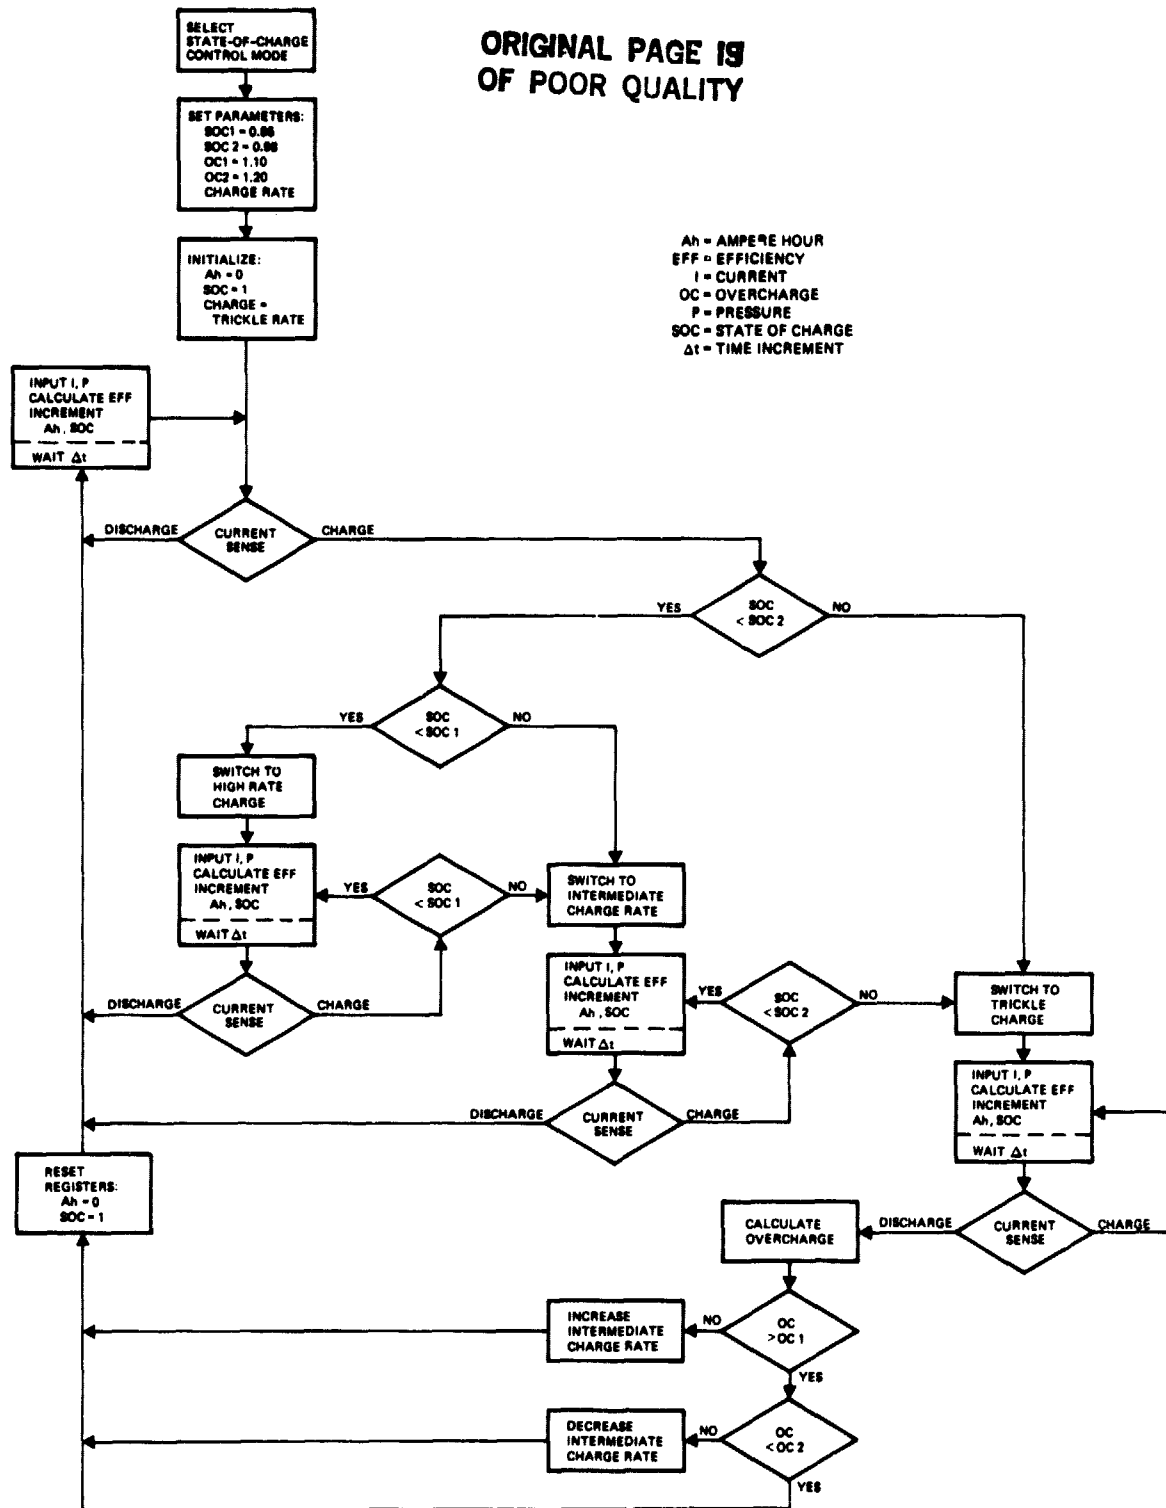 ORIGINAL PAGE IS
OF POOR QUALITY
SELECT
STATE-OF-CHARGE
CONTROL MODE
SET PARAMETERS:
SOC 2 =
OC1 = 1.10
OC2 = 1.20
CHARGE RATE
INITIALIZE:
Ah = 0
SOC = 1
CHARGE =
TRICKLE RATE
Ah = AMPERE HOUR
EFF = EFFICIENCY
I = CURRENT
OC = OVERCHARGE
P = PRESSURE
SOC = STATE OF CHARGE
Δt = TIME INCREMENT
INPUT I, P
CALCULATE EFF
INCREMENT
Ah, SOC
WAIT Δt
DISCHARGE
CURRENT
SENSE
CHARGE
YES
SOC
< SOC 2
NO
YES
SOC
< SOC 1
NO
SWITCH TO
HIGH RATE
CHARGE
INPUT I, P
CALCULATE EFF
INCREMENT
Ah, SOC
WAIT Δt
YES
SOC
< SOC 1
NO
SWITCH TO
INTERMEDIATE
CHARGE RATE
DISCHARGE
CURRENT
SENSE
CHARGE
INPUT I, P
CALCULATE EFF
INCREMENT
Ah, SOC
WAIT Δt
YES
SOC
< SOC 2
NO
SWITCH TO
TRICKLE
CHARGE
DISCHARGE
CURRENT
SENSE
CHARGE
INPUT I, P
CALCULATE EFF
INCREMENT
Ah, SOC
WAIT Δt
RESET
REGISTERS:
Ah = 0
SOC = 1
CALCULATE
OVERCHARGE
DISCHARGE
CURRENT
SENSE
CHARGE
INCREASE
INTERMEDIATE
CHARGE RATE
NO
OC
> OC 1
YES
DECREASE
INTERMEDIATE
CHARGE RATE
NO
OC
< OC 2
YES